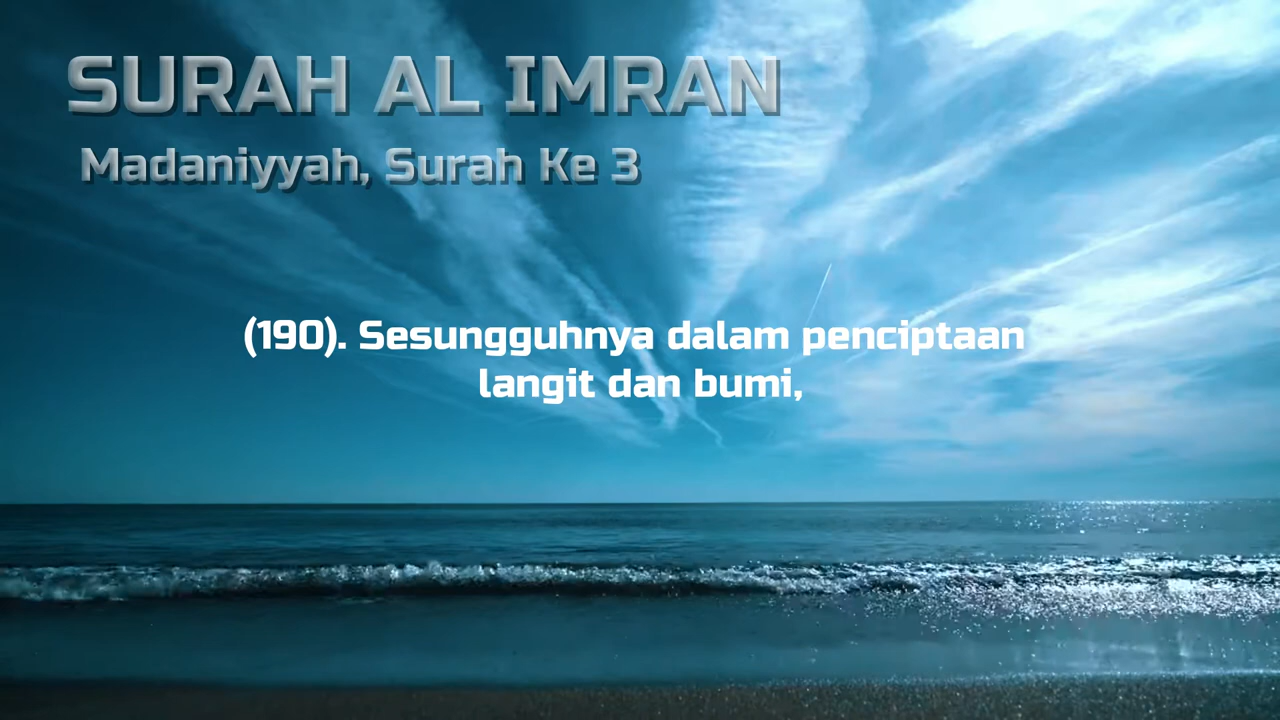 SURAH AL IMRAN
Madaniyyah, Surah Ke 3
(190). Sesungguhnya dalam penciptaan
langit dan bumi,